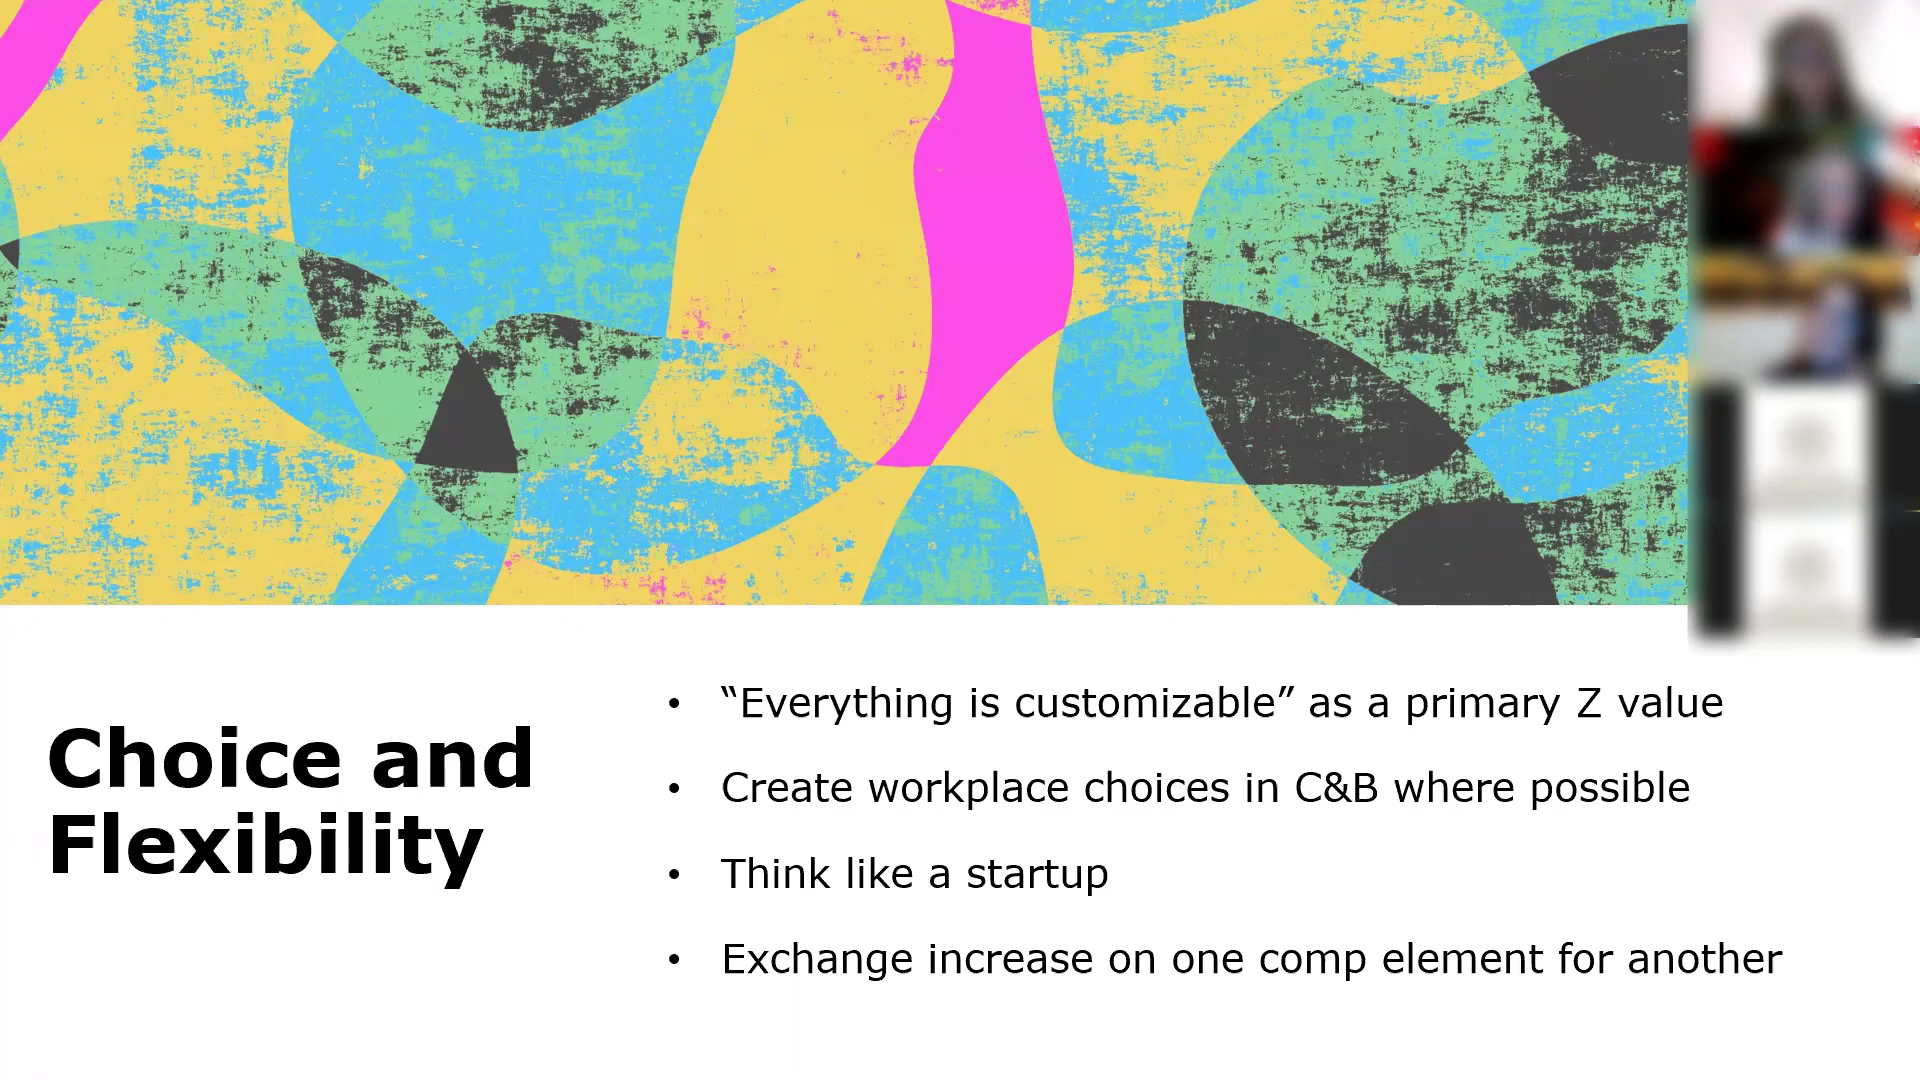 Choice and
Flexibility
• “Everything is customizable” as a primary Z value
• Create workplace choices in C&B where possible
• Think like a startup
• Exchange increase on one comp element for another